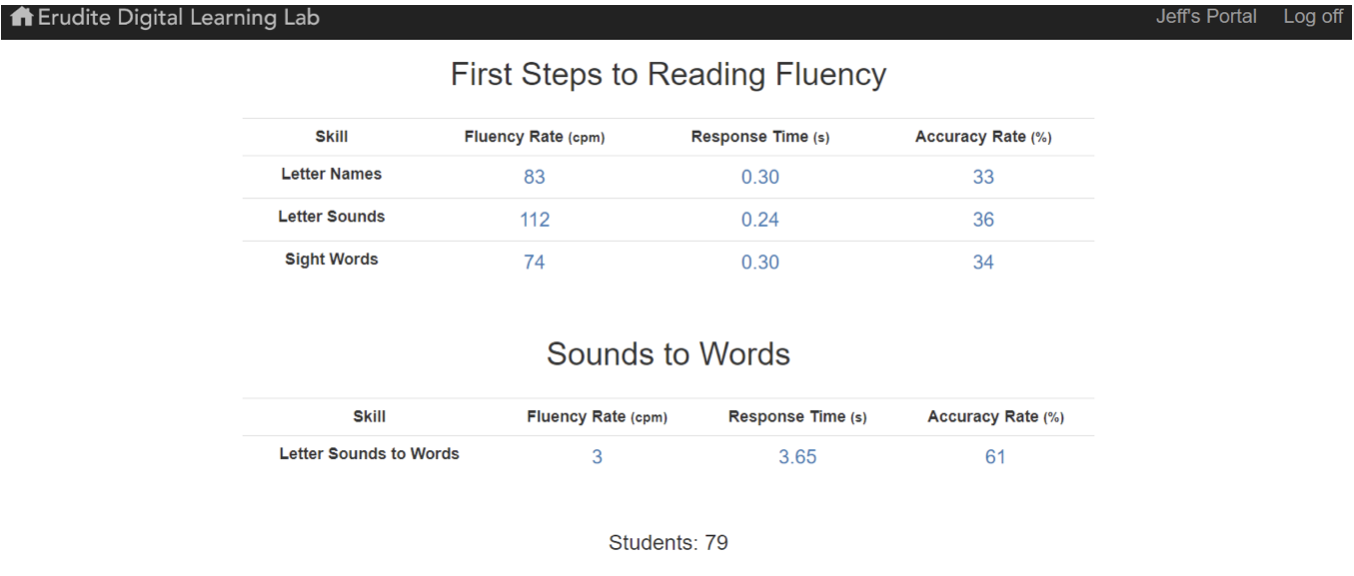 Erudite Digital Learning Lab Jeff's Portal Log off
First Steps to Reading Fluency
Skill Fluency Rate (cpm) Response Time (s) Accuracy Rate (%)
Letter Names 83 0.30 33
Letter Sounds 112 0.24 36
Sight Words 74 0.30 34
Sounds to Words
Skill Fluency Rate (cpm) Response Time (s) Accuracy Rate (%)
Letter Sounds to Words 3 3.65 61
Students: 79